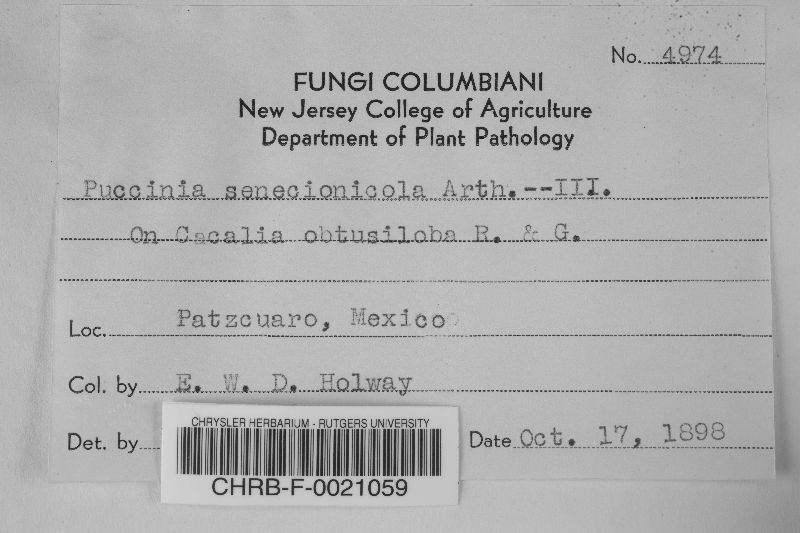 No. 4974
FUNGI COLUMBIANI
New Jersey College of Agriculture
Department of Plant Pathology
Puccinia senecionicola Arth.--III.
On Cacalia obtusiloba R. & G.
Loc. Patzcuaro, Mexico
Col. by E. W. D. Holway
Det. by
Date Oct. 17, 1898
CHRYSLER HERBARIUM - RUTGERS UNIVERSITY
CHRB-F-0021059